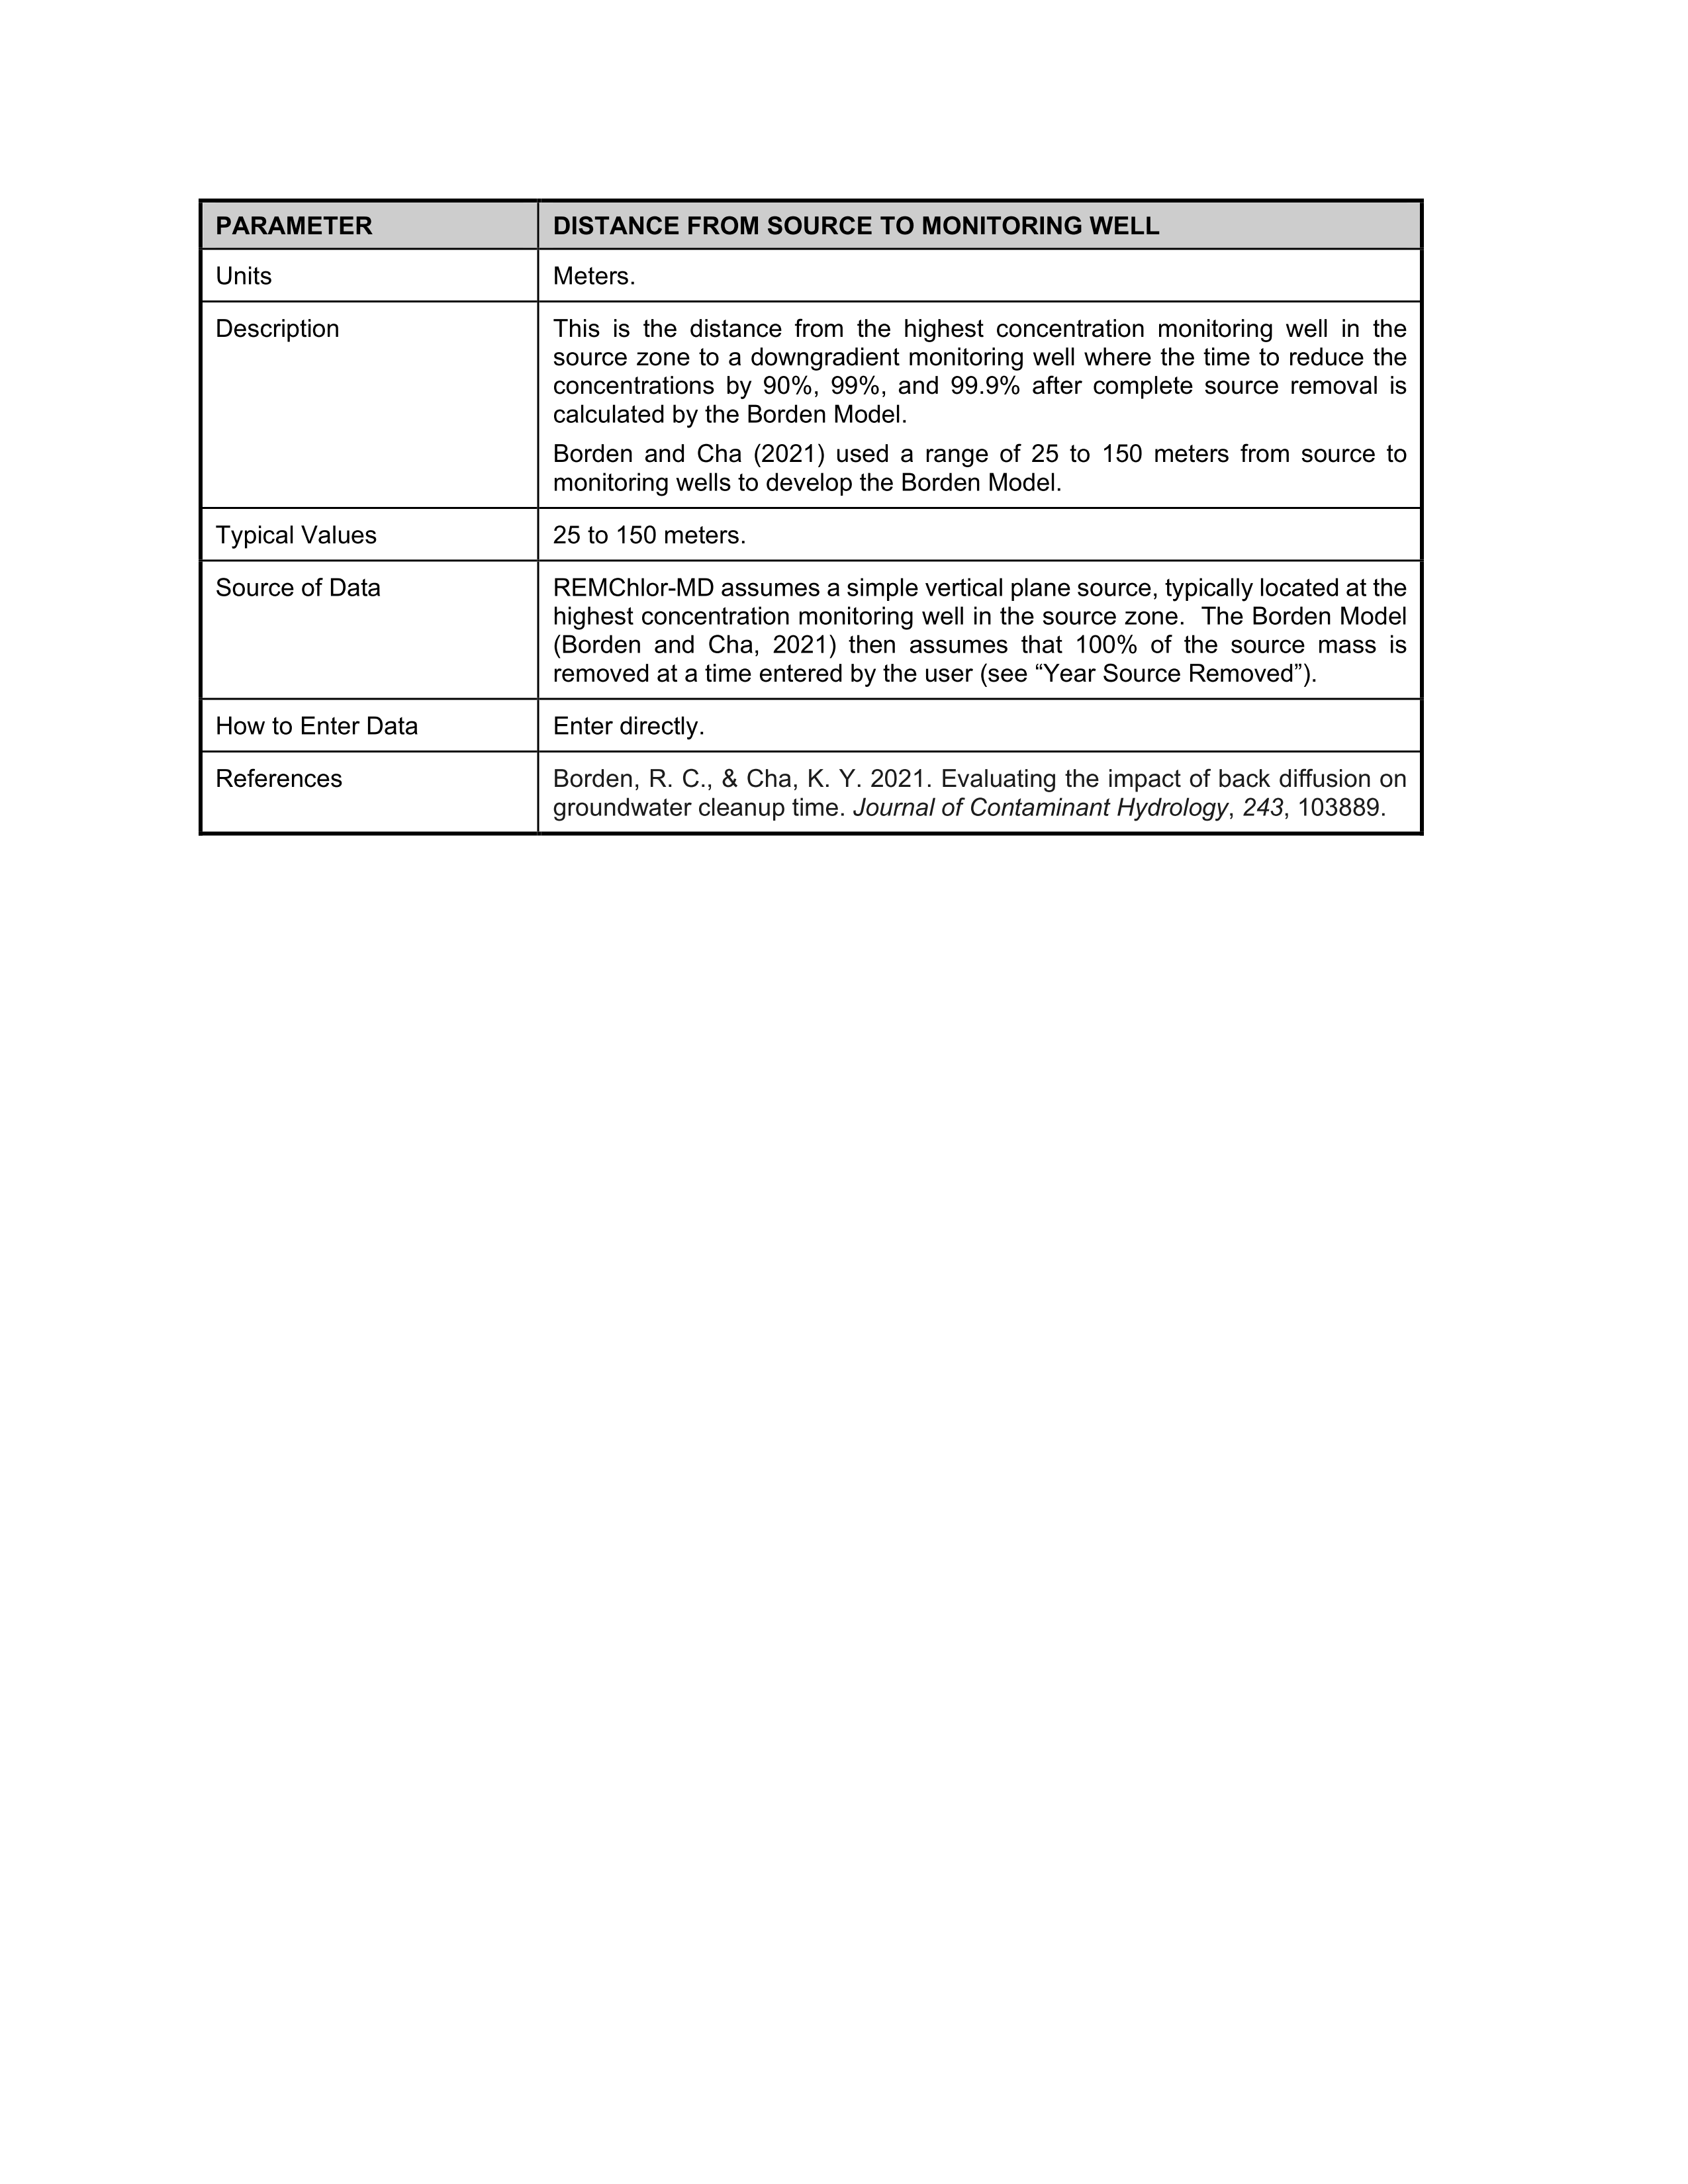 PARAMETER
DISTANCE FROM SOURCE TO MONITORING WELL
Units
Meters.
Description
This is the distance from the highest concentration monitoring well in the
source zone to a downgradient monitoring well where the time to reduce the
concentrations by 90%, 99%, and 99.9% after complete source removal is
calculated by the Borden Model.
Borden and Cha (2021) used a range of 25 to 150 meters from source to
monitoring wells to develop the Borden Model.
Typical Values
25 to 150 meters.
Source of Data
REMChlor-MD assumes a simple vertical plane source, typically located at the
highest concentration monitoring well in the source zone.  The Borden Model
(Borden and Cha, 2021) then assumes that 100% of the source mass is
removed at a time entered by the user (see “Year Source Removed”).
How to Enter Data
Enter directly.
References
Borden, R. C., & Cha, K. Y. 2021. Evaluating the impact of back diffusion on
groundwater cleanup time. Journal of Contaminant Hydrology, 243, 103889.